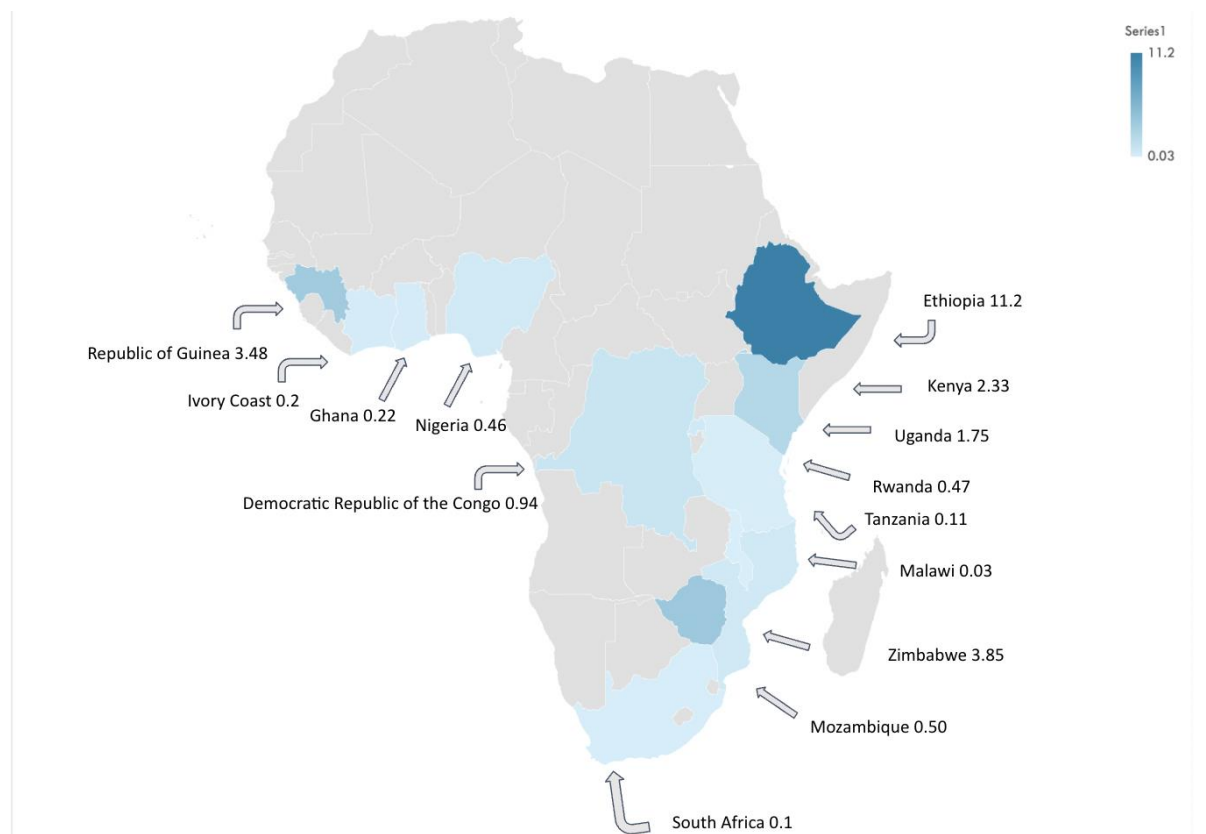 Series1
11.2
0.03
Ethiopia 11.2
Republic of Guinea 3.48
Kenya 2.33
Ivory Coast 0.2
Ghana 0.22
Nigeria 0.46
Uganda 1.75
Rwanda 0.47
Democratic Republic of the Congo 0.94
Tanzania 0.11
Malawi 0.03
Zimbabwe 3.85
Mozambique 0.50
South Africa 0.1